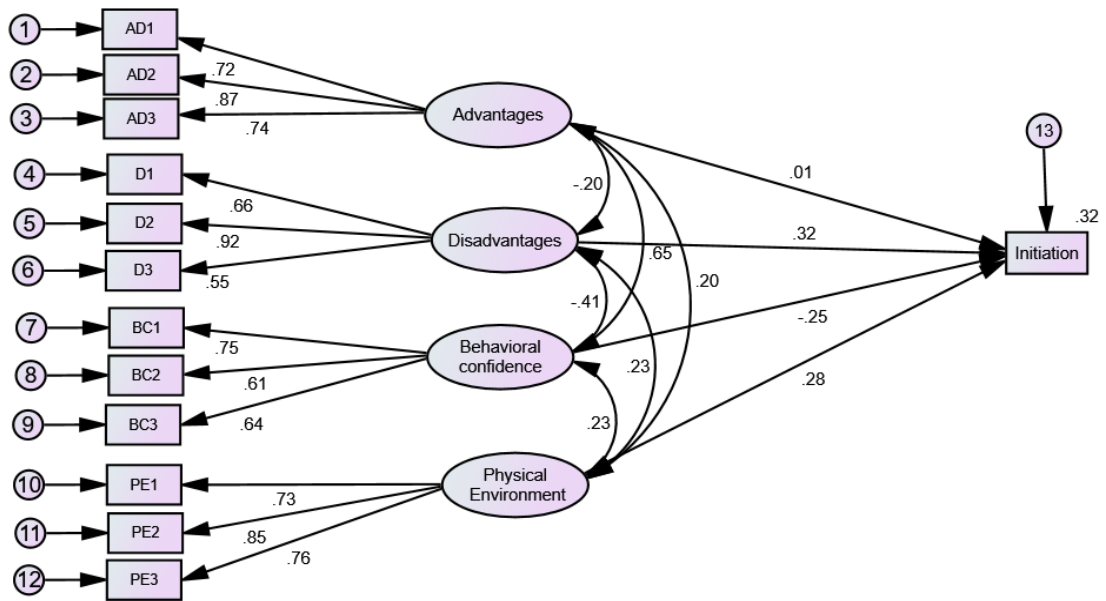 1
AD1
2
AD2
3
AD3
.72
.87
.74
Advantages
4
D1
5
D2
6
D3
.66
.92
.55
Disadvantages
7
BC1
8
BC2
9
BC3
.75
.61
.64
Behavioral
confidence
10
PE1
11
PE2
12
PE3
.73
.85
.76
Physical
Environment
-.20
.65
.20
-.41
.23
.23
.01
.32
-.25
.28
13
.32
Initiation